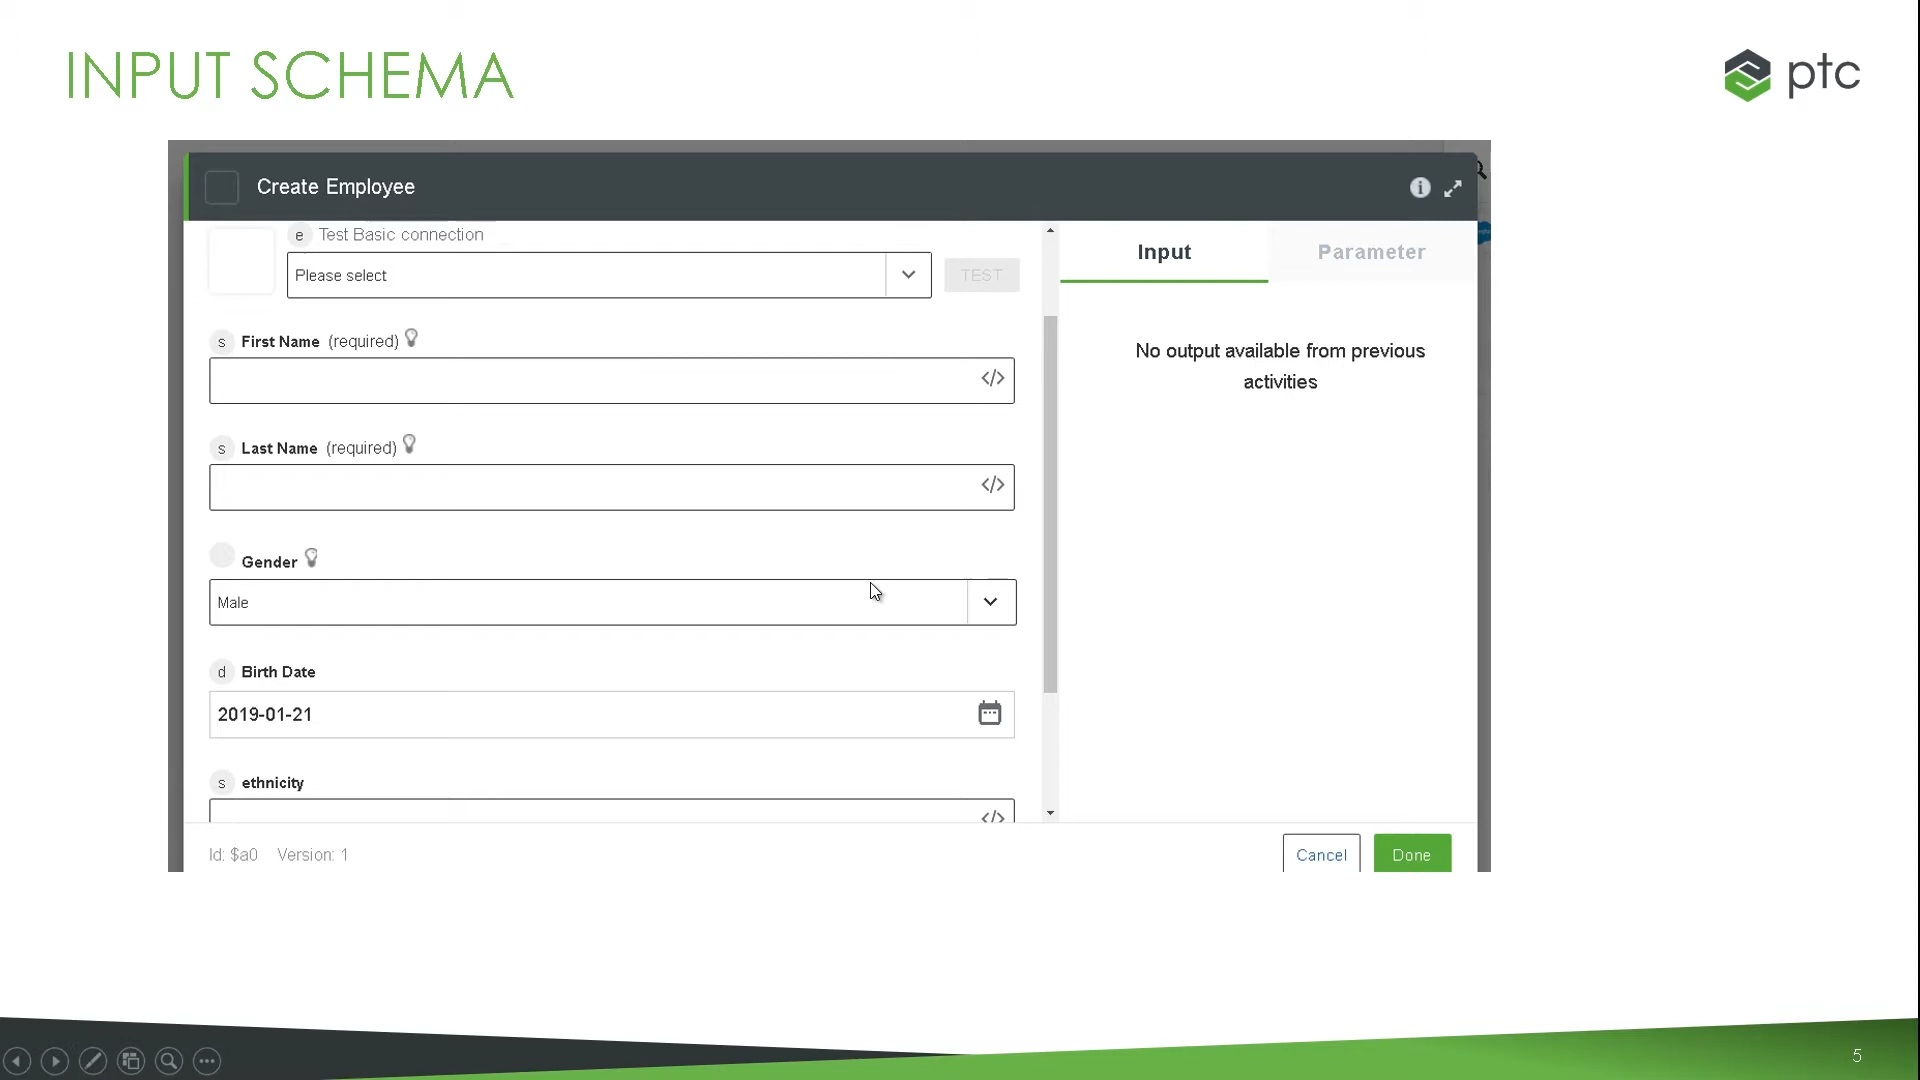 INPUT SCHEMA
ptc
Create Employee
e Test Basic connection
Please select
TEST
s First Name (required)
</>
s Last Name (required)
</>
Gender
Male
d Birth Date
2019-01-21
s ethnicity
</>
Input Parameter
No output available from previous
activities
Id: $a0 Version: 1
Cancel Done
5